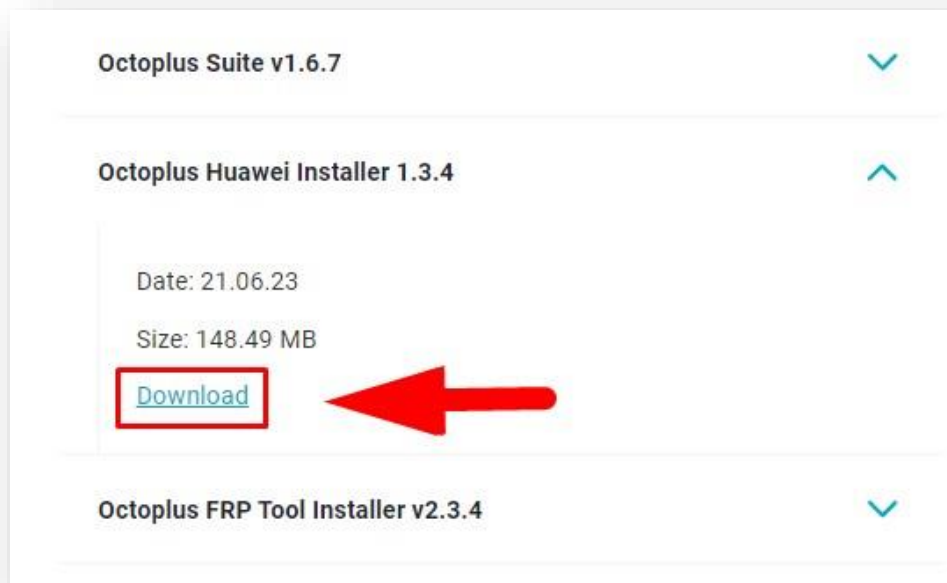 Octoplus Suite v1.6.7
Octoplus Huawei Installer 1.3.4
Date: 21.06.23
Size: 148.49 MB
Download
Octoplus FRP Tool Installer v2.3.4